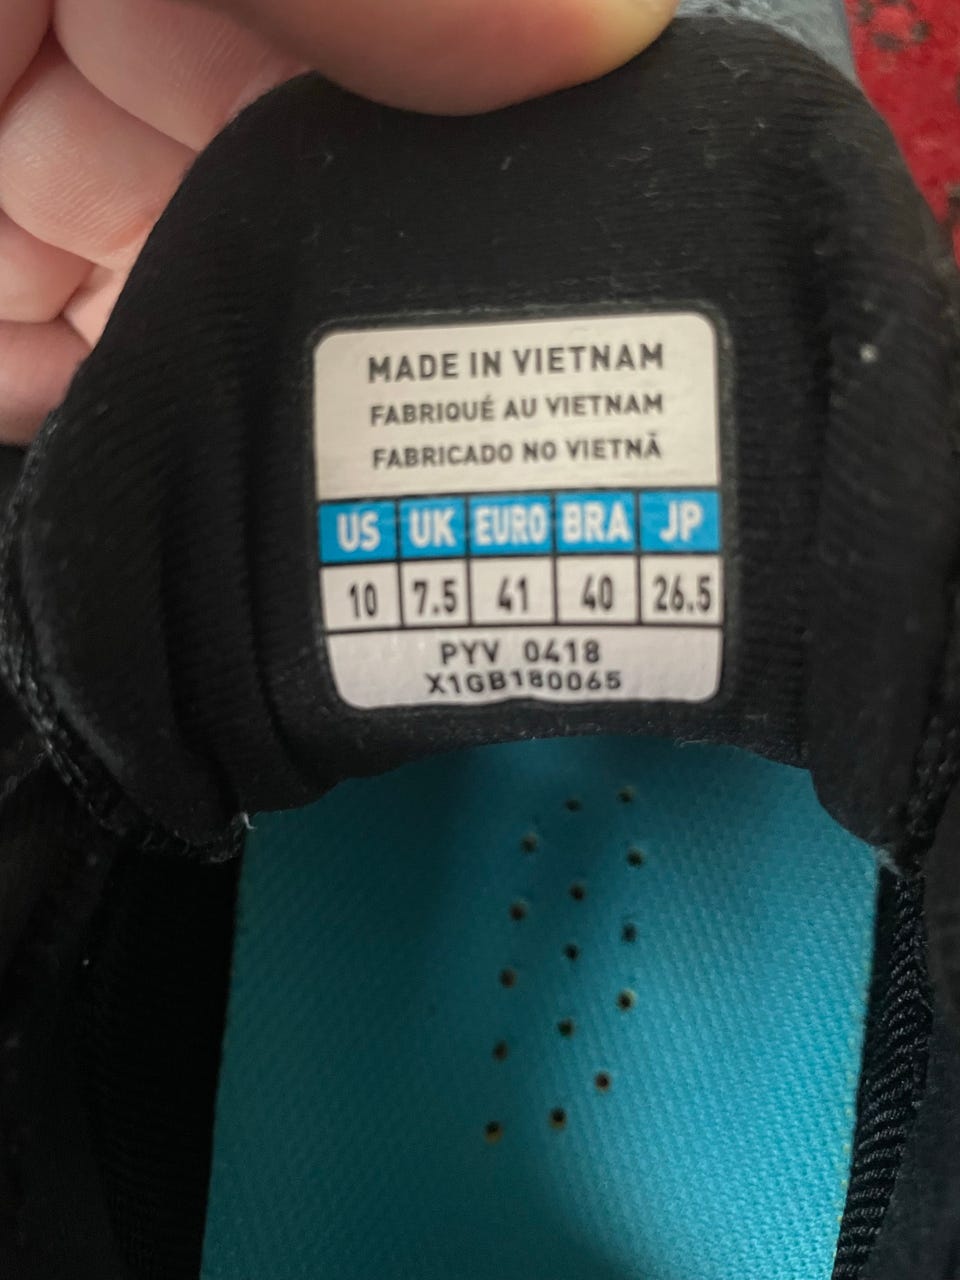 MADE IN VIETNAM
FABRIQUÉ AU VIETNAM
FABRICADO NO VIETNÃ
US UK EURO BRA JP
10 7.5 41 40 26.5
PYV 0418
X1GB180065